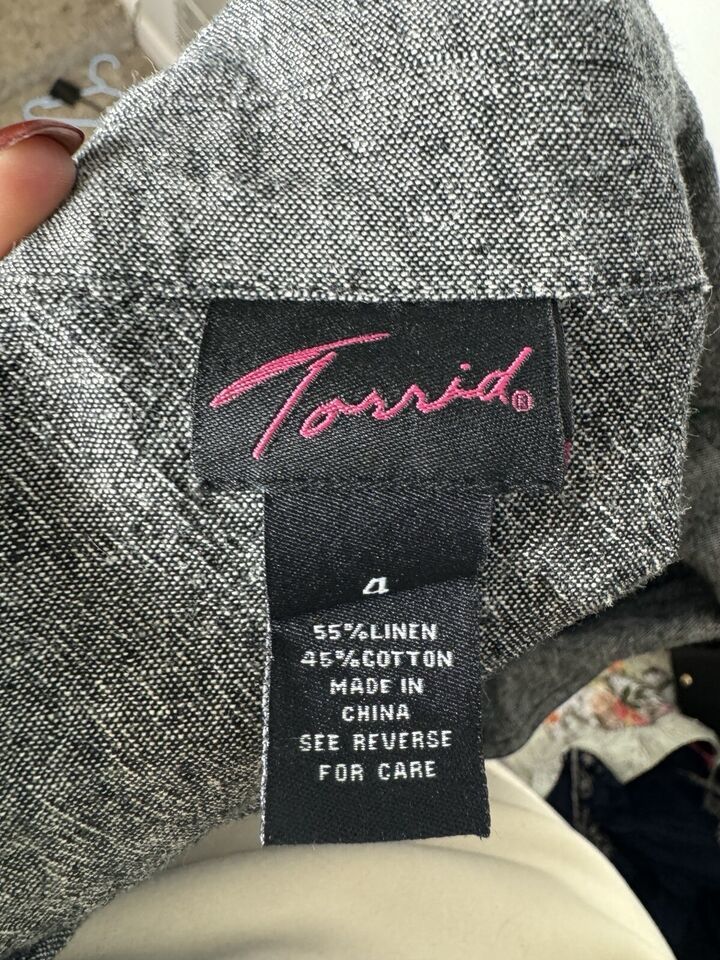 Torrid®
4
55%LINEN
45%COTTON
MADE IN
CHINA
SEE REVERSE
FOR CARE